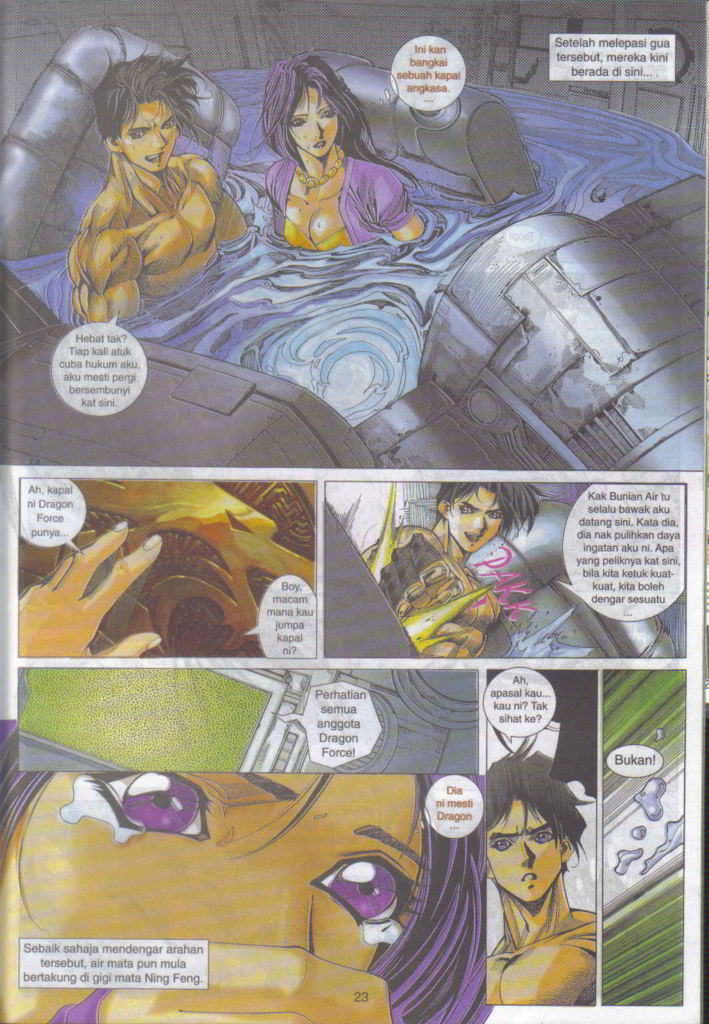 Ini kan
bangkai
sebuah kapal
angkasa.
...
Setelah melepasi gua
tersebut, mereka kini
berada di sini... .
Hebat tak?
Tiap kali atuk
cuba hukum aku,
aku mesti pergi
bersembunyi
kat sini.
Ah, kapal
ni Dragon
Force
punya...
Boy,
macam
mana kau
jumpa
kapal
ni?
Kak Bunian Air tu
selalu bawak aku
datang sini. Kata dia,
dia nak pulihkan daya
ingatan aku ni. Apa
yang peliknya kat sini,
bila kita ketuk kuat-
kuat, kita boleh
dengar sesuatu
...
PAKK
Perhatian
semua
anggota
Dragon
Force!
Ah,
apasal kau...
kau ni? Tak
sihat ke?
Bukan!
Dia
ni mesti
Dragon
...
Sebaik sahaja mendengar arahan
tersebut, air mata pun mula
bertakung di gigi mata Ning Feng.
23